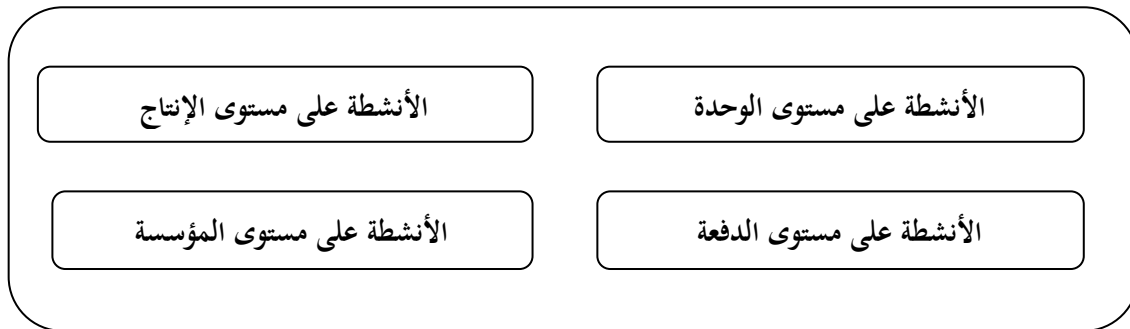 الأنشطة على مستوى الوحدة
الأنشطة على مستوى الإنتاج
الأنشطة على مستوى الدفعة
الأنشطة على مستوى المؤسسة